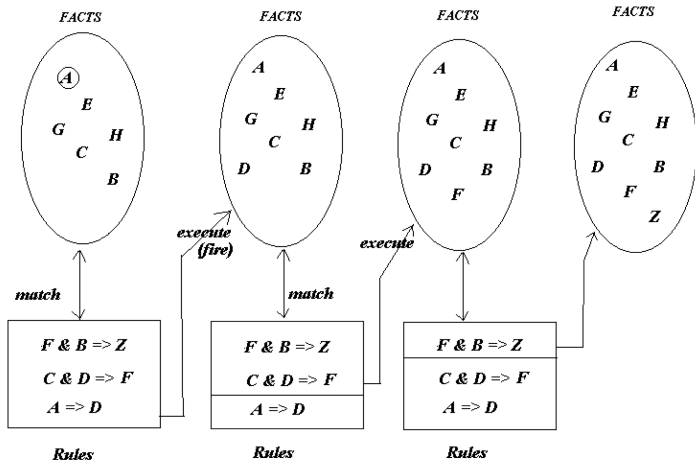 FACTS
A
E
G
H
C
B
match
F & B => Z
C & D => F
A => D
Rules
execute
(fire)
FACTS
A
E
G
H
C
D
B
match
F & B => Z
C & D => F
A => D
Rules
execute
FACTS
A
E
G
H
C
D
B
F
F & B => Z
C & D => F
A => D
Rules
FACTS
A
E
G
H
C
D
B
F
Z